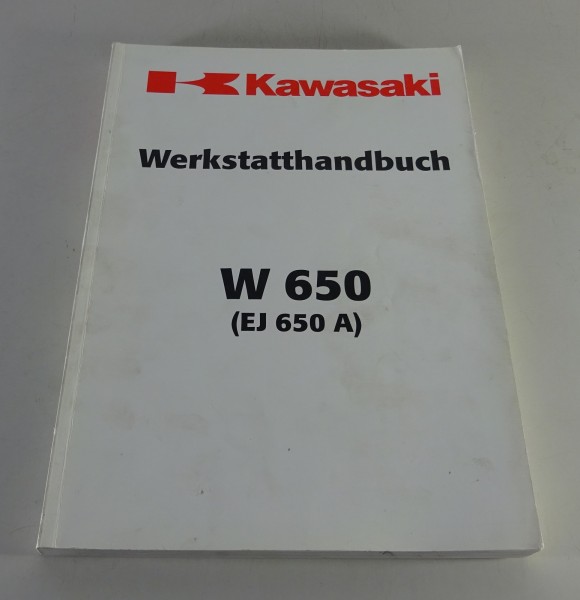 Kawasaki
Werkstatthandbuch
W 650
(EJ 650 A)